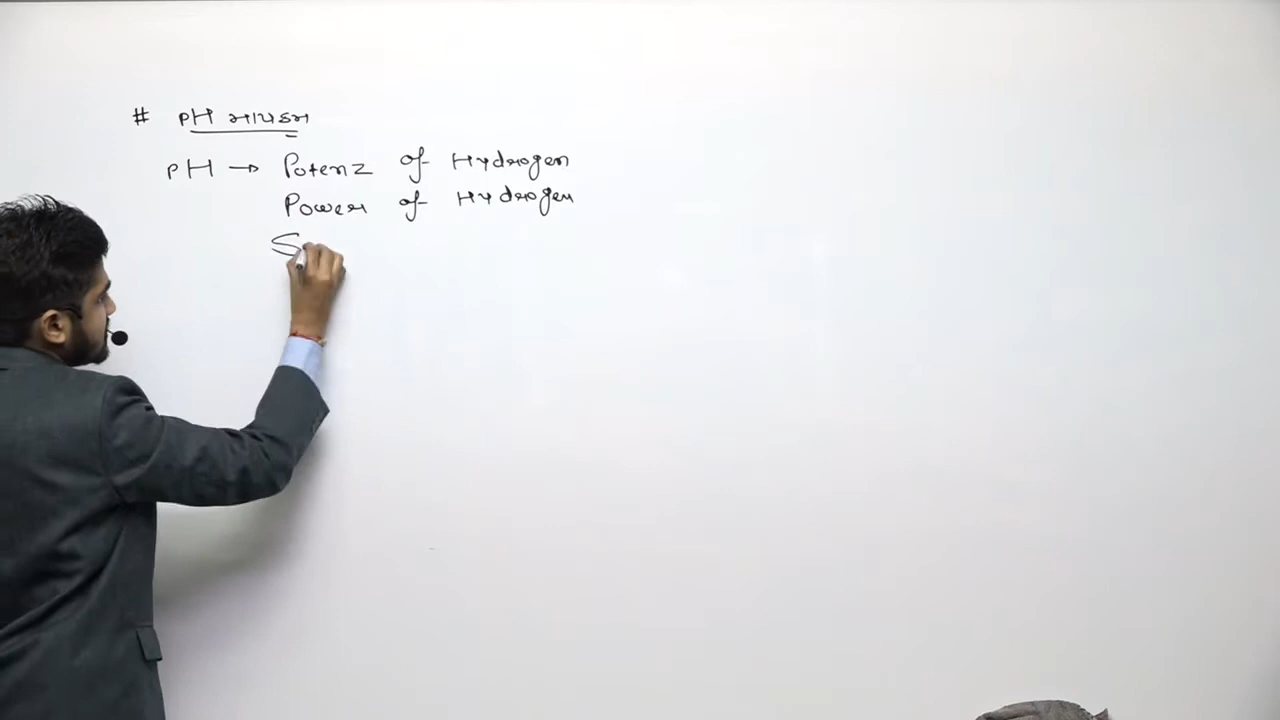 # pH માપક્રમ
pH → Potenz of Hydrogen
Power of Hydrogen
S